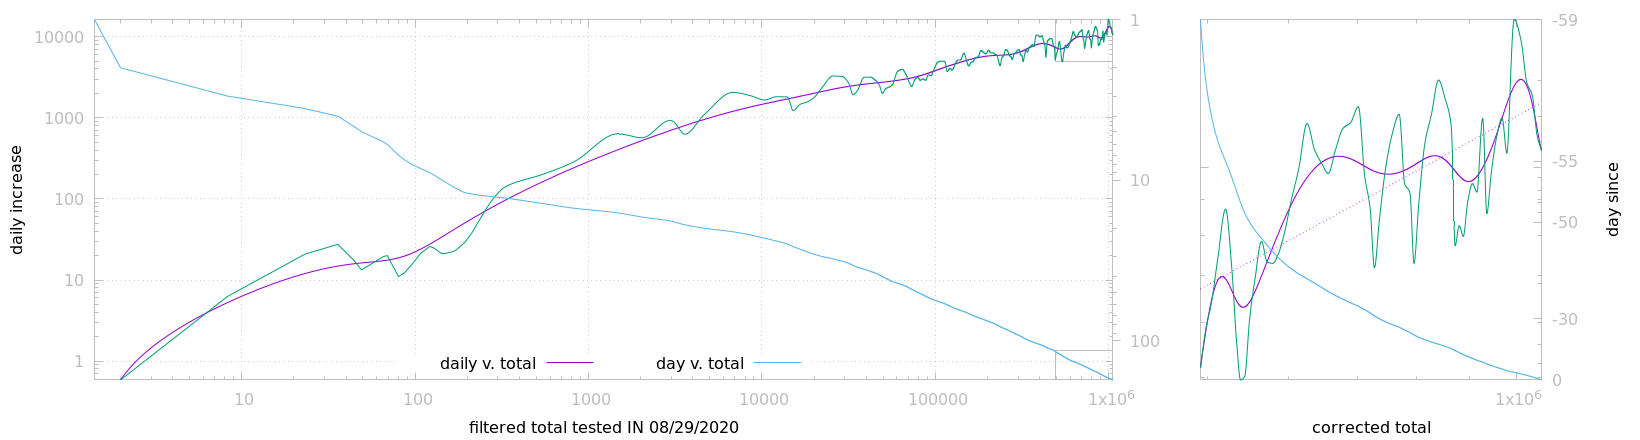 10000
1000
100
10
1
daily increase
daily v. total
day v. total
10
100
1000
10000
100000
1x10^6
filtered total tested IN 08/29/2020
1
10
100
1x10^6
corrected total
-59
-55
-50
-30
0
day since